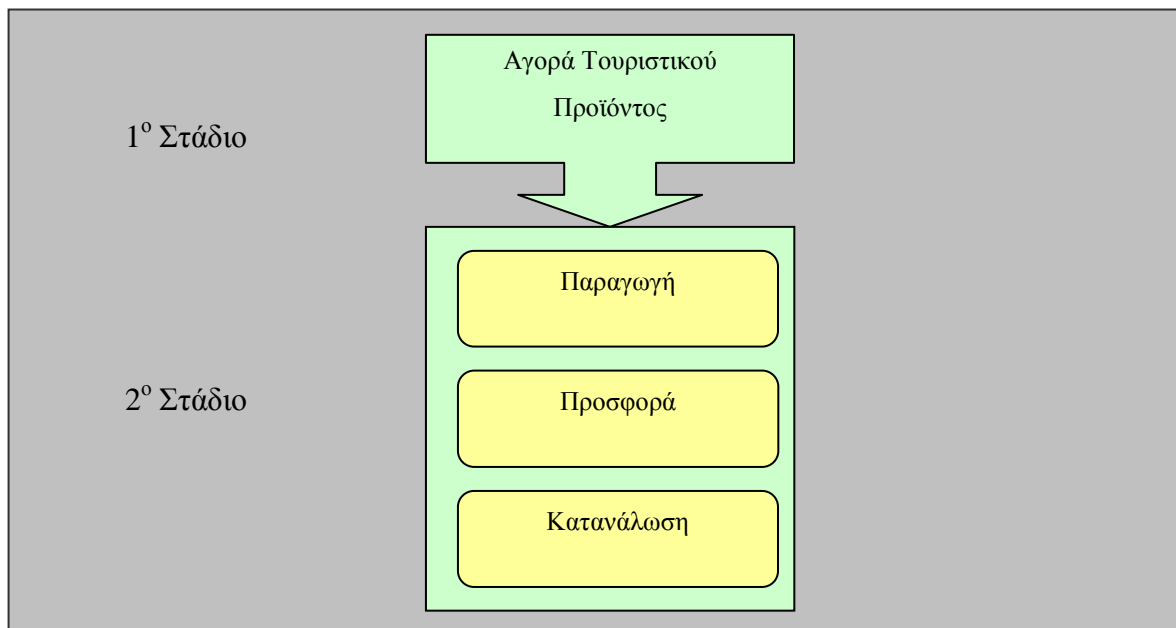 Αγορά Τουριστικού
Προϊόντος
1ο Στάδιο
Παραγωγή
2ο Στάδιο
Προσφορά
Κατανάλωση